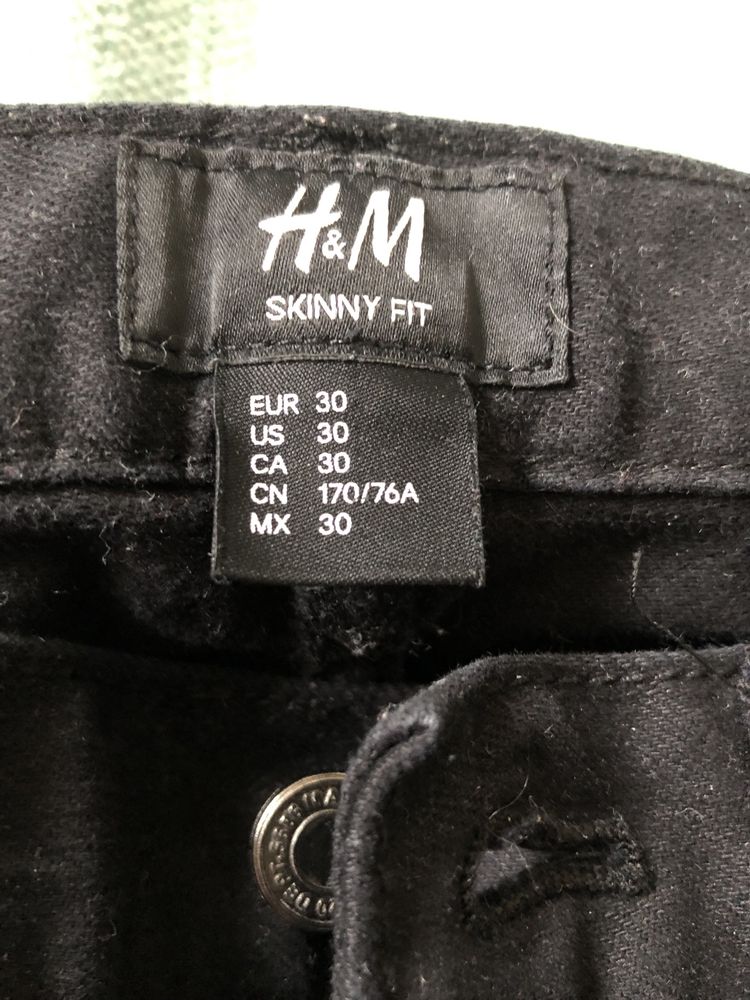 H&M
SKINNY FIT
EUR 30
US 30
CA 30
CN 170/76A
MX 30